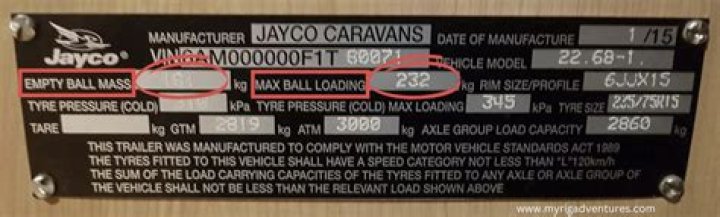 MANUFACTURER JAYCO CARAVANS DATE OF MANUFACTURE 1/15
Jayco VIN 6AM000000F1T VEHICLE MODEL 22.68-1.
EMPTY BALL MASS kg MAX BALL LOADING 232 kg RIM SIZE/PROFILE 6JJX15
TYRE PRESSURE (COLD) kPa TYRE PRESSURE (COLD) MAX LOADING 345 kPa TYRE SIZE 225/75R15
TARE kg GTM 2819 kg ATM 3000 kg AXLE GROUP LOAD CAPACITY 2860 kg
THIS TRAILER WAS MANUFACTURED TO COMPLY WITH THE MOTOR VEHICLE STANDARDS ACT 1989
THE TYRES FITTED TO THIS VEHICLE SHALL HAVE A SPEED CATEGORY NOT LESS THAN "L"120km/h
THE SUM OF THE LOAD CARRYING CAPACITIES OF THE TYRES FITTED TO ANY AXLE OR AXLE GROUP OF
THE VEHICLE SHALL NOT BE LESS THAN THE RELEVANT LOAD SHOWN ABOVE
www.myrigadventures.com